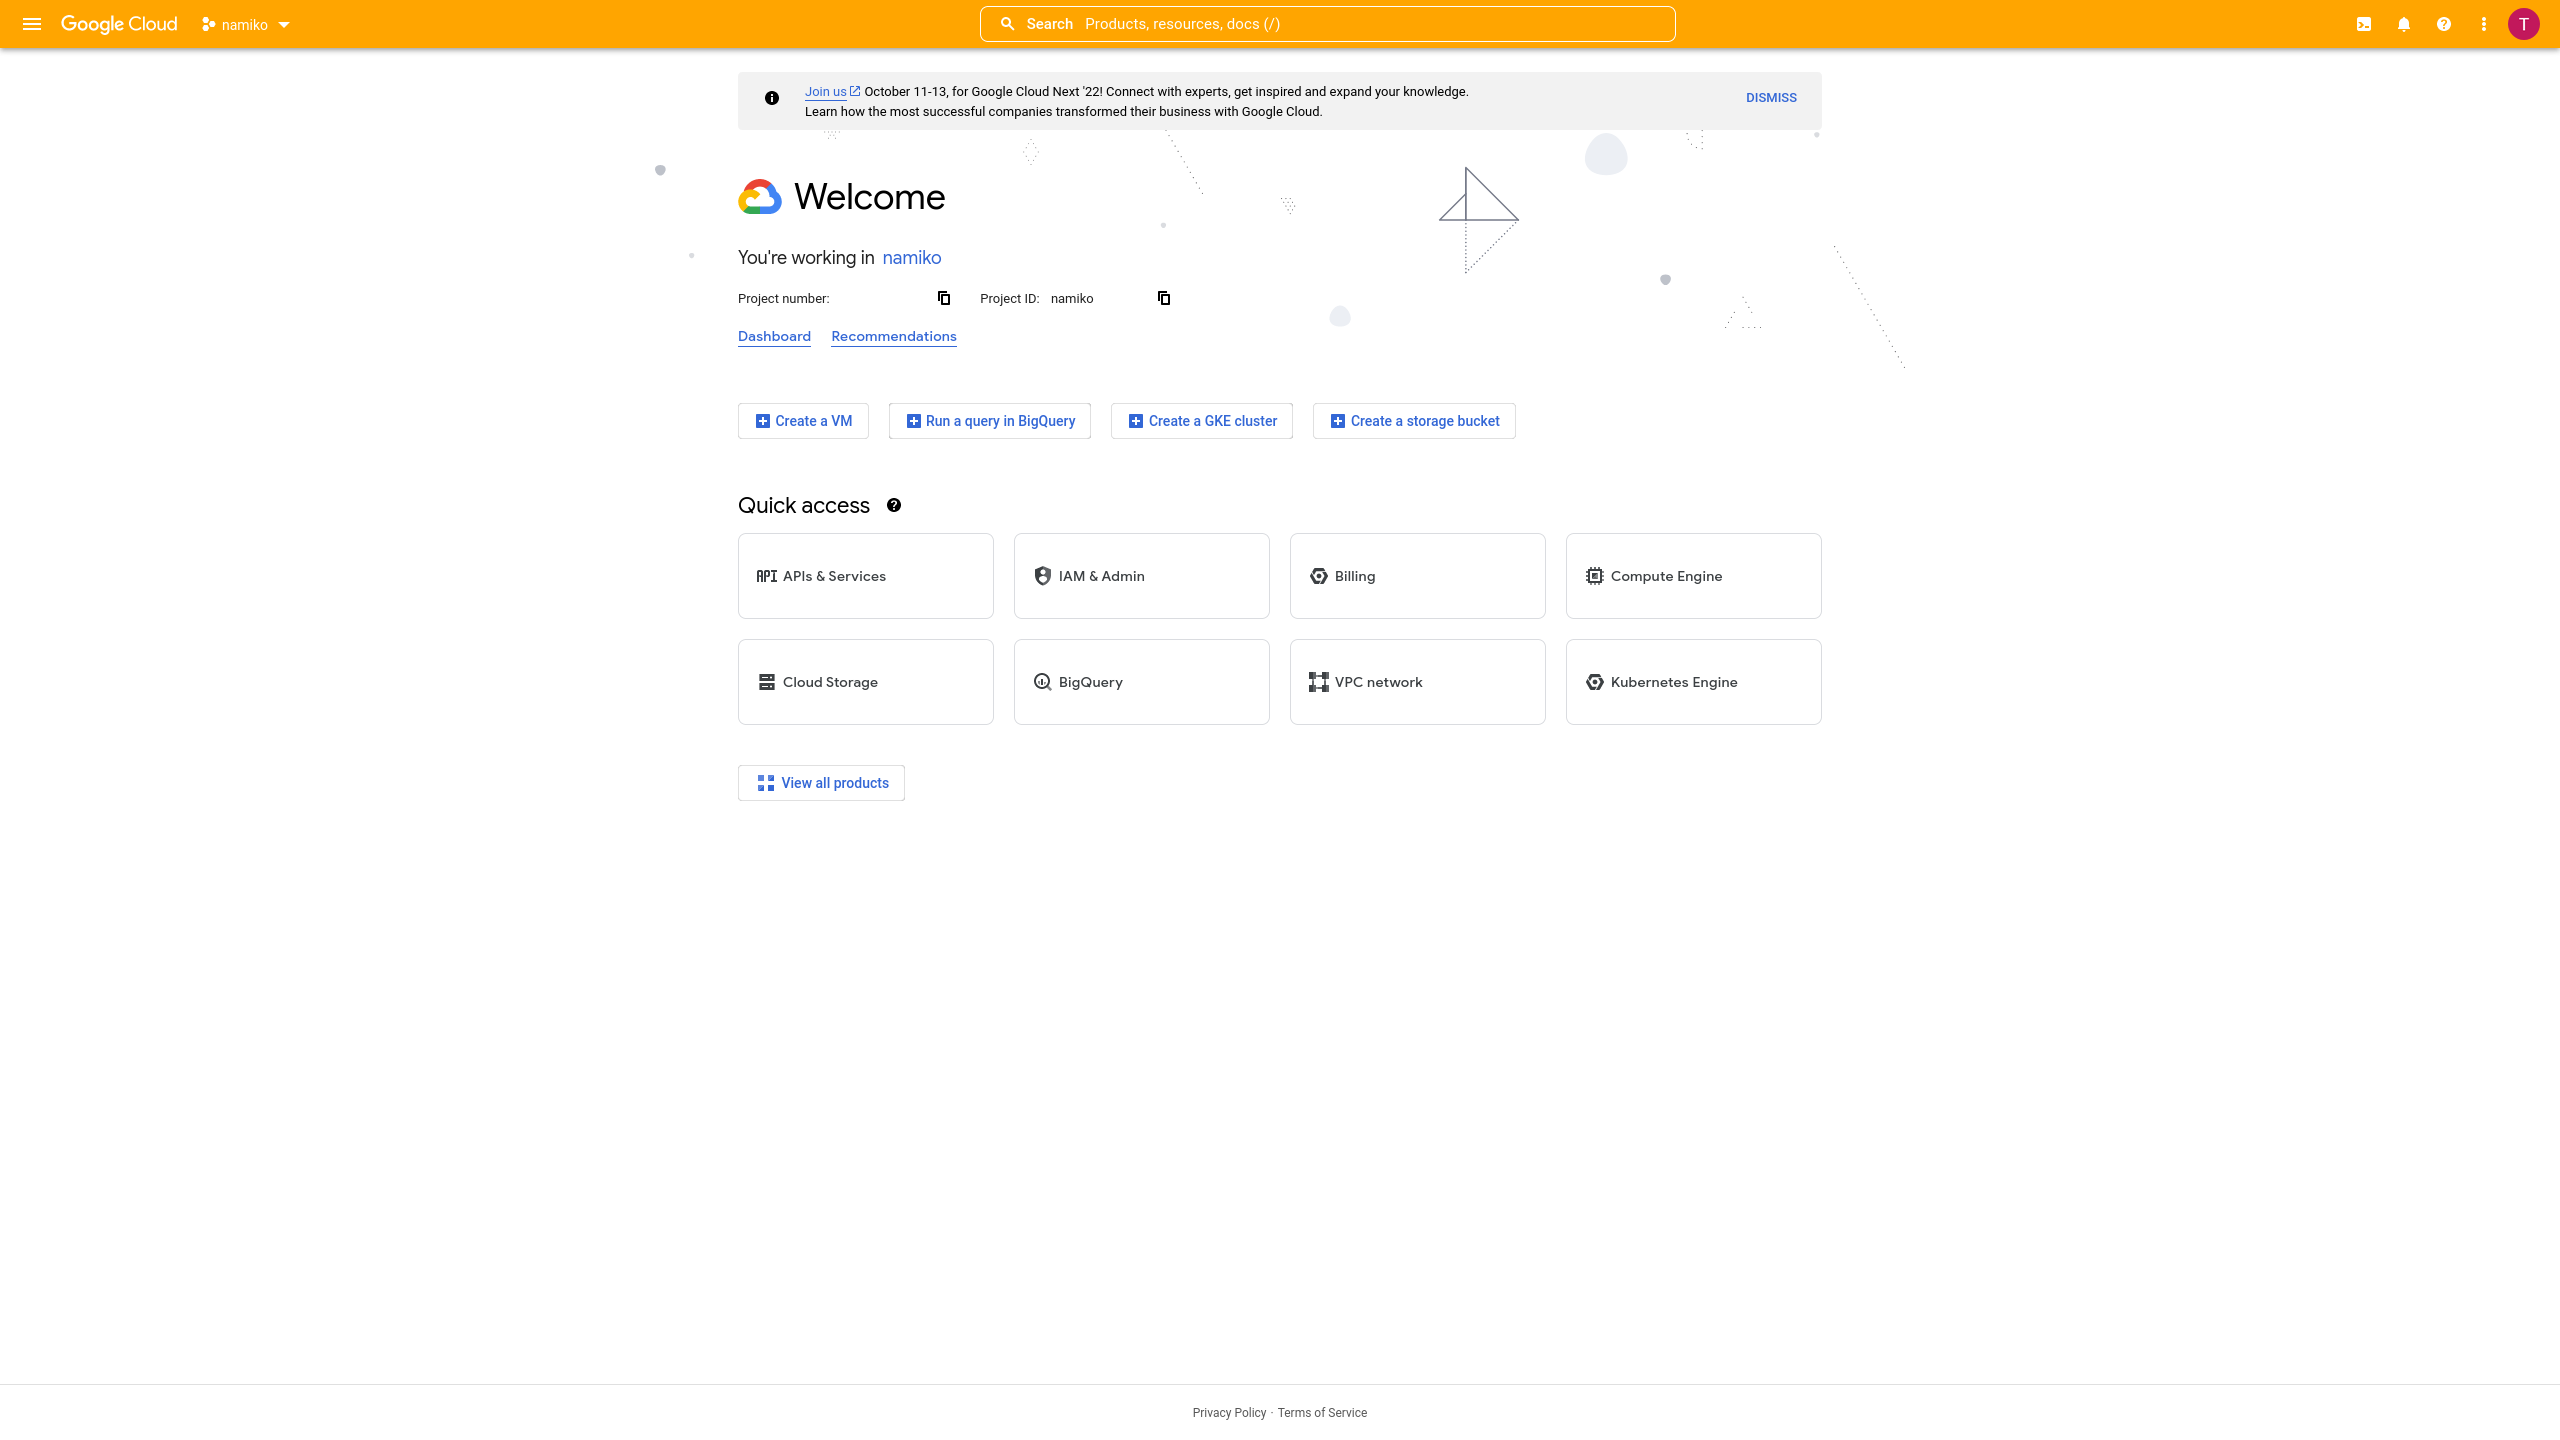 Google Cloud
namiko
Search Products, resources, docs (/)
T
Join us October 11-13, for Google Cloud Next '22! Connect with experts, get inspired and expand your knowledge.
Learn how the most successful companies transformed their business with Google Cloud.
DISMISS
Welcome
You're working in namiko
Project number:
Project ID: namiko
Dashboard
Recommendations
Create a VM
Run a query in BigQuery
Create a GKE cluster
Create a storage bucket
Quick access
API APIs & Services
IAM & Admin
Billing
Compute Engine
Cloud Storage
BigQuery
VPC network
Kubernetes Engine
View all products
Privacy Policy · Terms of Service